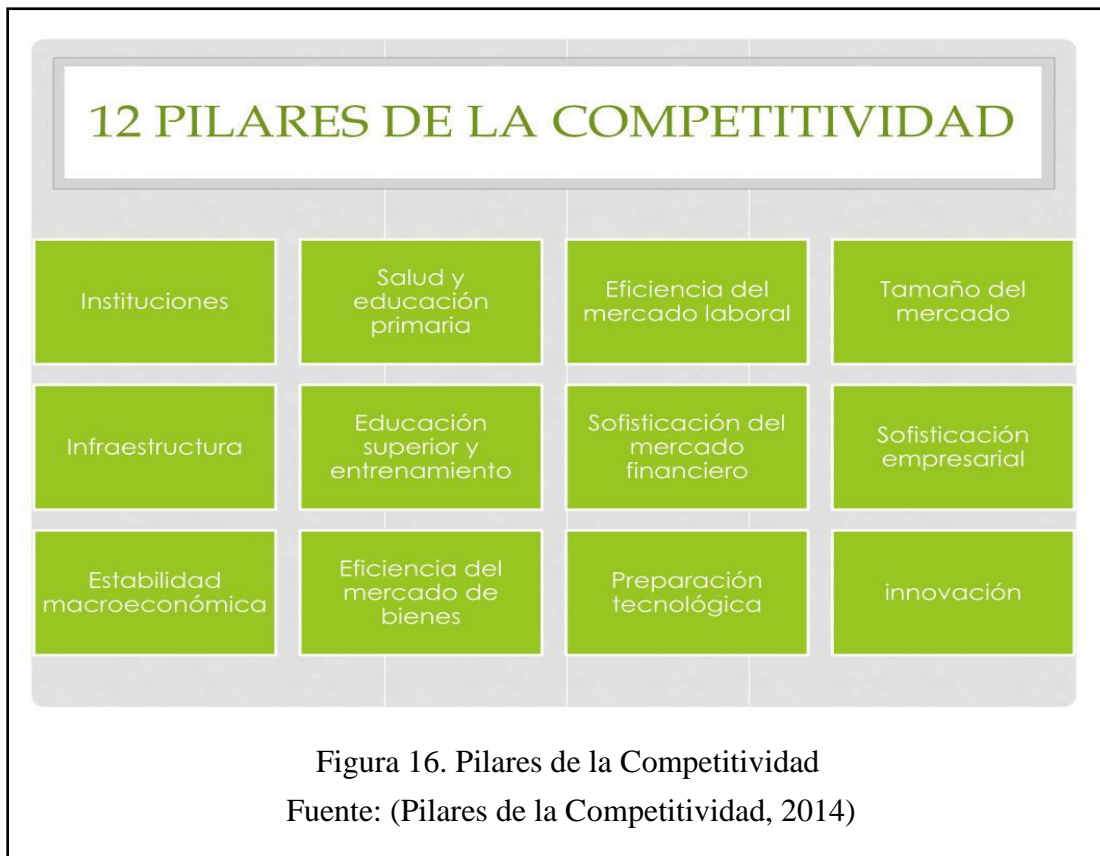 12 PILARES DE LA COMPETITIVIDAD
Instituciones
Salud y
educación
primaria
Eficiencia del
mercado laboral
Tamaño del
mercado
Infraestructura
Educación
superior y
entrenamiento
Sofisticación del
mercado
financiero
Sofisticación
empresarial
Estabilidad
macroeconómica
Eficiencia del
mercado de
bienes
Preparación
tecnológica
innovación
Figura 16. Pilares de la Competitividad
Fuente: (Pilares de la Competitividad, 2014)